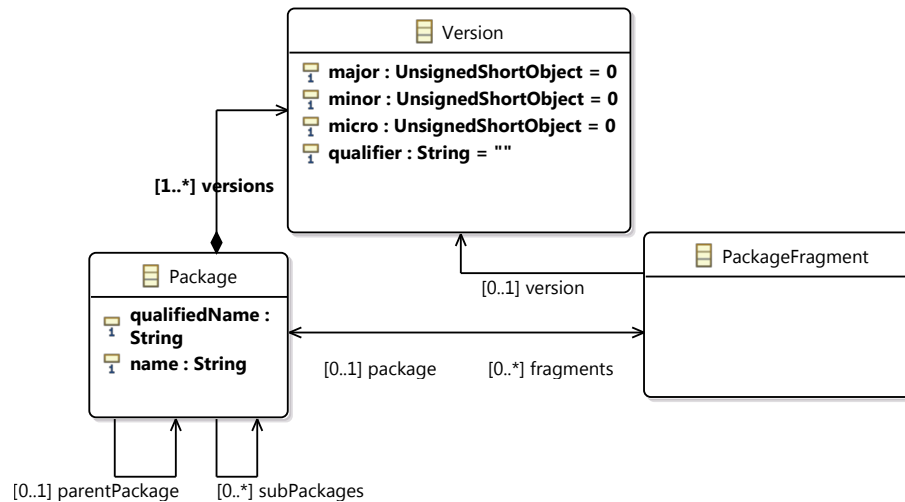 Version
major : UnsignedShortObject = 0
minor : UnsignedShortObject = 0
micro : UnsignedShortObject = 0
qualifier : String = ""
[1..*] versions
PackageFragment
Package
qualifiedName :
String
name : String
[0..1] version
[0..1] package
[0..*] fragments
[0..1] parentPackage
[0..*] subPackages